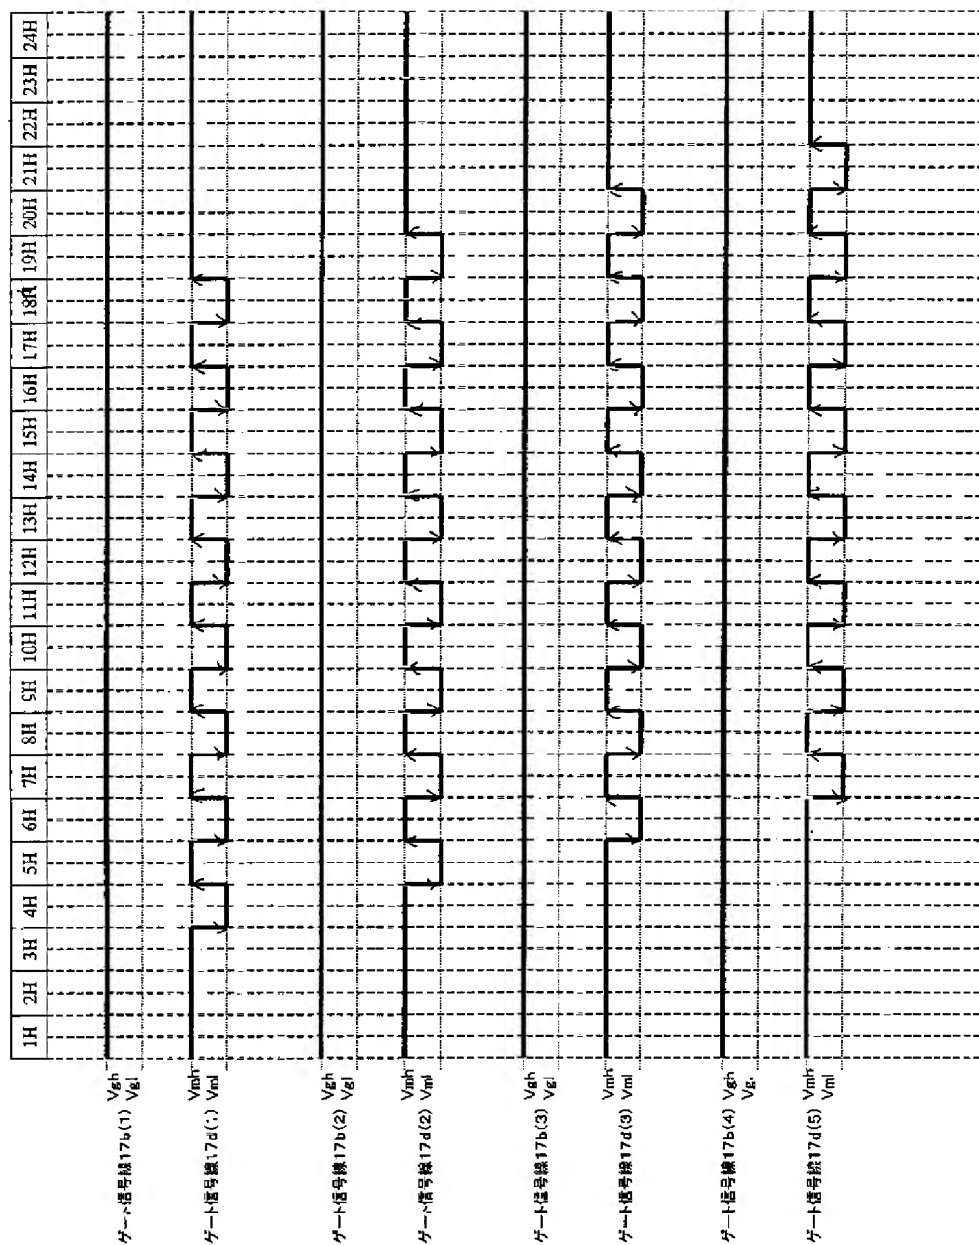 1H 2H 3H 4H 5H 6H 7H 8H 9H 10H 11H 12H 13H 14H 15H 16H 17H 18H 19H 20H 21H 22H 23H 24H
Vgh
ゲート信号線17b(1) Vgl
Vmh
ゲート信号線17d(1) Vml
Vgh
ゲート信号線17b(2) Vgl
Vmh
ゲート信号線17d(2) Vml
Vgh
ゲート信号線17b(3) Vgl
Vmh
ゲート信号線17d(3) Vml
Vgh
ゲート信号線17b(4) Vg.
Vmh
ゲート信号線17d(5) Vml